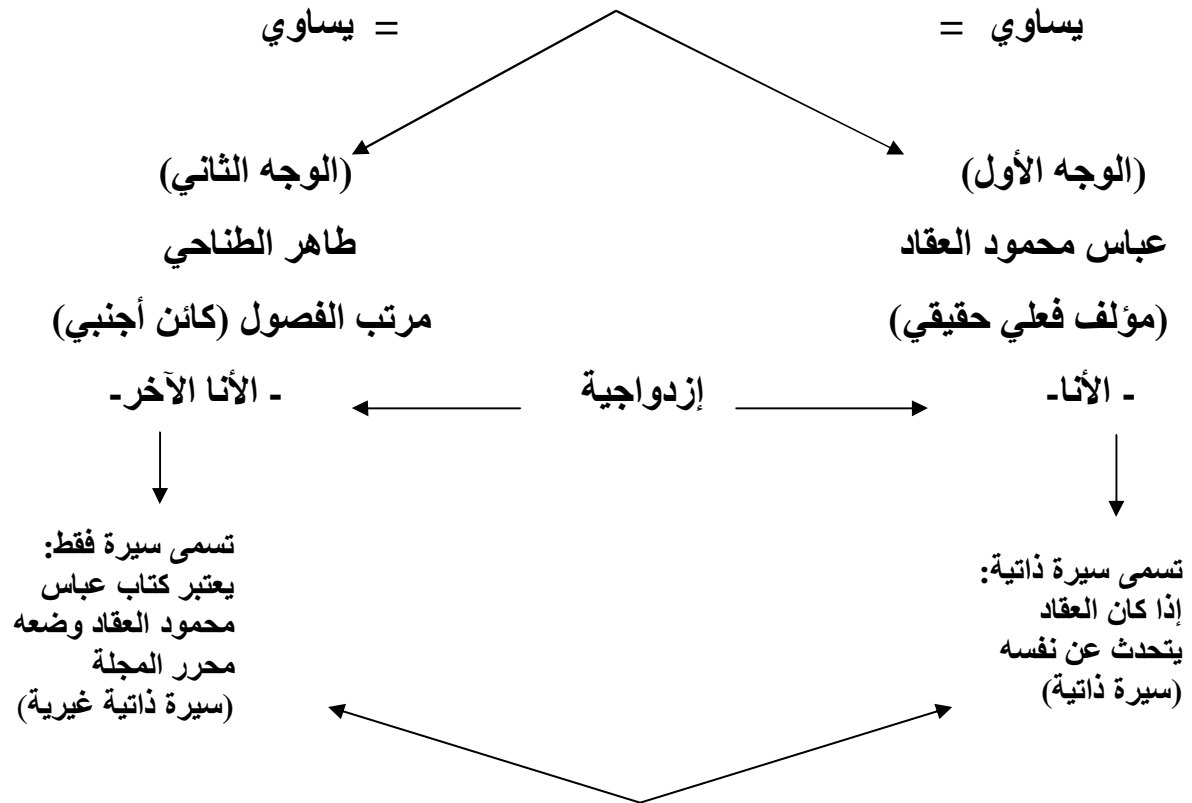 يساوي =
= يساوي
(الوجه الأول)
(الوجه الثاني)
عباس محمود العقاد
طاهر الطناحي
(مؤلف فعلي حقيقي)
مرتب الفصول (كائن أجنبي)
- الأنا-
إزدواجية
- الأنا الآخر-
تسمى سيرة ذاتية:
إذا كان العقاد
يتحدث عن نفسه
(سيرة ذاتية)
تسمى سيرة فقط:
يعتبر كتاب عباس
محمود العقاد وضعه
محرر المجلة
(سيرة ذاتية غيرية)